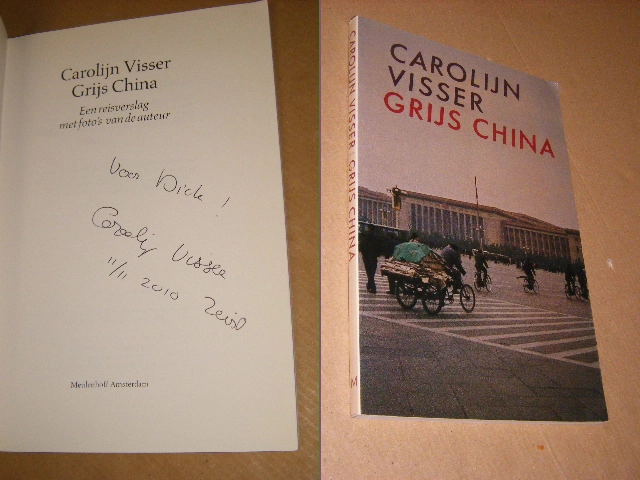 Carolijn Visser
Grijs China
Een reisverslag
met foto's van de auteur
Voor Dick!
Carolijn Visser
11/11 2010 Zeist
Meulenhoff Amsterdam
CAROLIJN VISSER GRIJS CHINA
M
CAROLIJN
VISSER
GRIJS CHINA